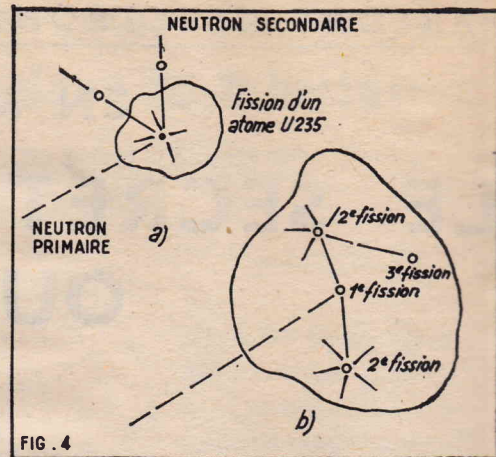 NEUTRON SECONDAIRE
Fission d'un
atome U235
NEUTRON
PRIMAIRE
a)
2e fission
3e fission
1e fission
2e fission
b)
FIG. 4